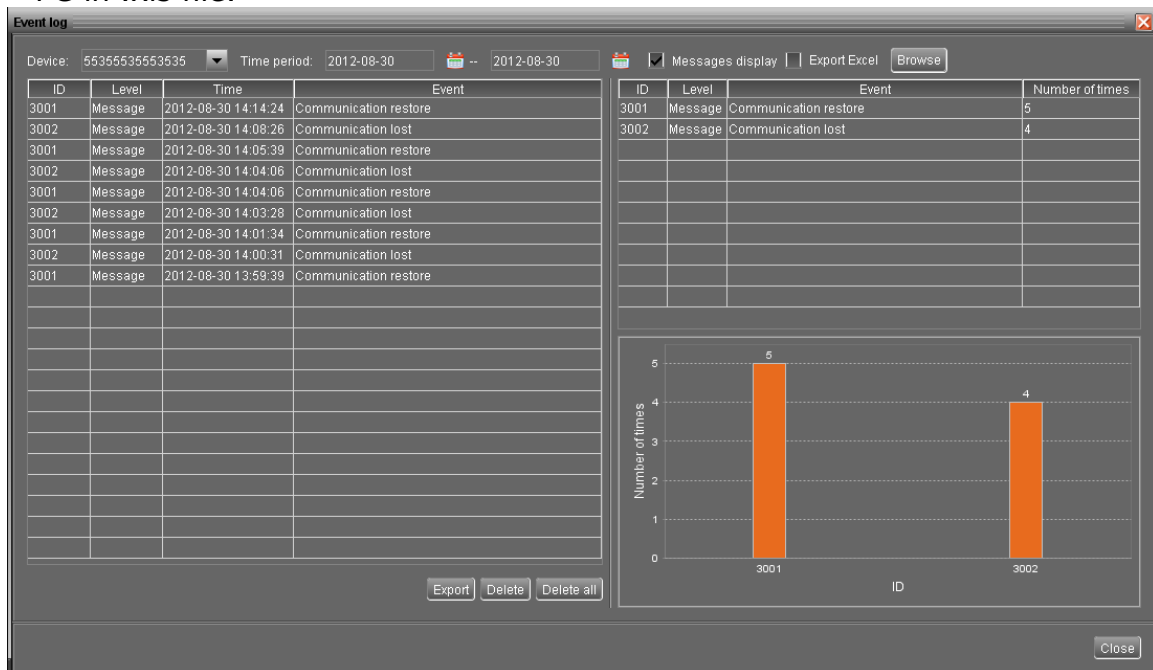 PC in this file.
Event log
Device: 55355535553535 Time period: 2012-08-30 -- 2012-08-30 Messages display Export Excel Browse
ID Level Time Event
3001 Message 2012-08-30 14:14:24 Communication restore
3002 Message 2012-08-30 14:08:26 Communication lost
3001 Message 2012-08-30 14:05:39 Communication restore
3002 Message 2012-08-30 14:04:06 Communication lost
3001 Message 2012-08-30 14:04:06 Communication restore
3002 Message 2012-08-30 14:03:28 Communication lost
3001 Message 2012-08-30 14:01:34 Communication restore
3002 Message 2012-08-30 14:00:31 Communication lost
3001 Message 2012-08-30 13:59:39 Communication restore
Export Delete Delete all
ID Level Event Number of times
3001 Message Communication restore 5
3002 Message Communication lost 4
Number of times
5
4
3
2
1
0
5
4
3001 3002
ID
Close